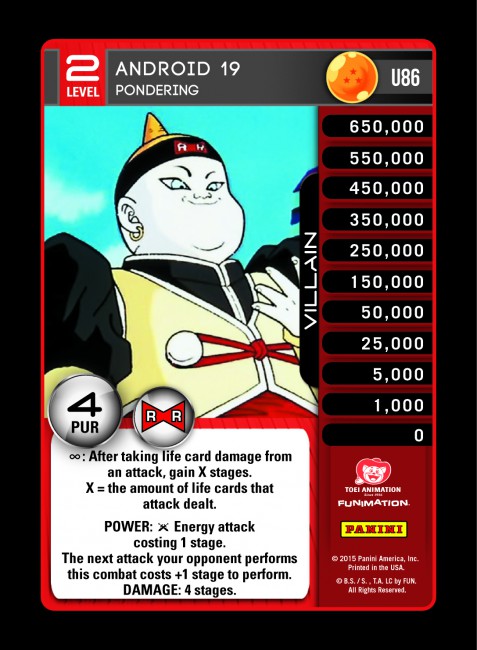 2
LEVEL
ANDROID 19
PONDERING
U86
650,000
550,000
450,000
350,000
250,000
150,000
50,000
25,000
5,000
1,000
0
VILLAIN
4
PUR
R R
∞: After taking life card damage from
an attack, gain X stages.
X = the amount of life cards that
attack dealt.
POWER: Energy attack
costing 1 stage.
The next attack your opponent performs
this combat costs +1 stage to perform.
DAMAGE: 4 stages.
TOEI ANIMATION
Since 1956
FUNIMATION.
PANINI
© 2015 Panini America, Inc.
Printed in the USA.
© B.S. / S. , T.A. LC by FUN.
All Rights Reserved.